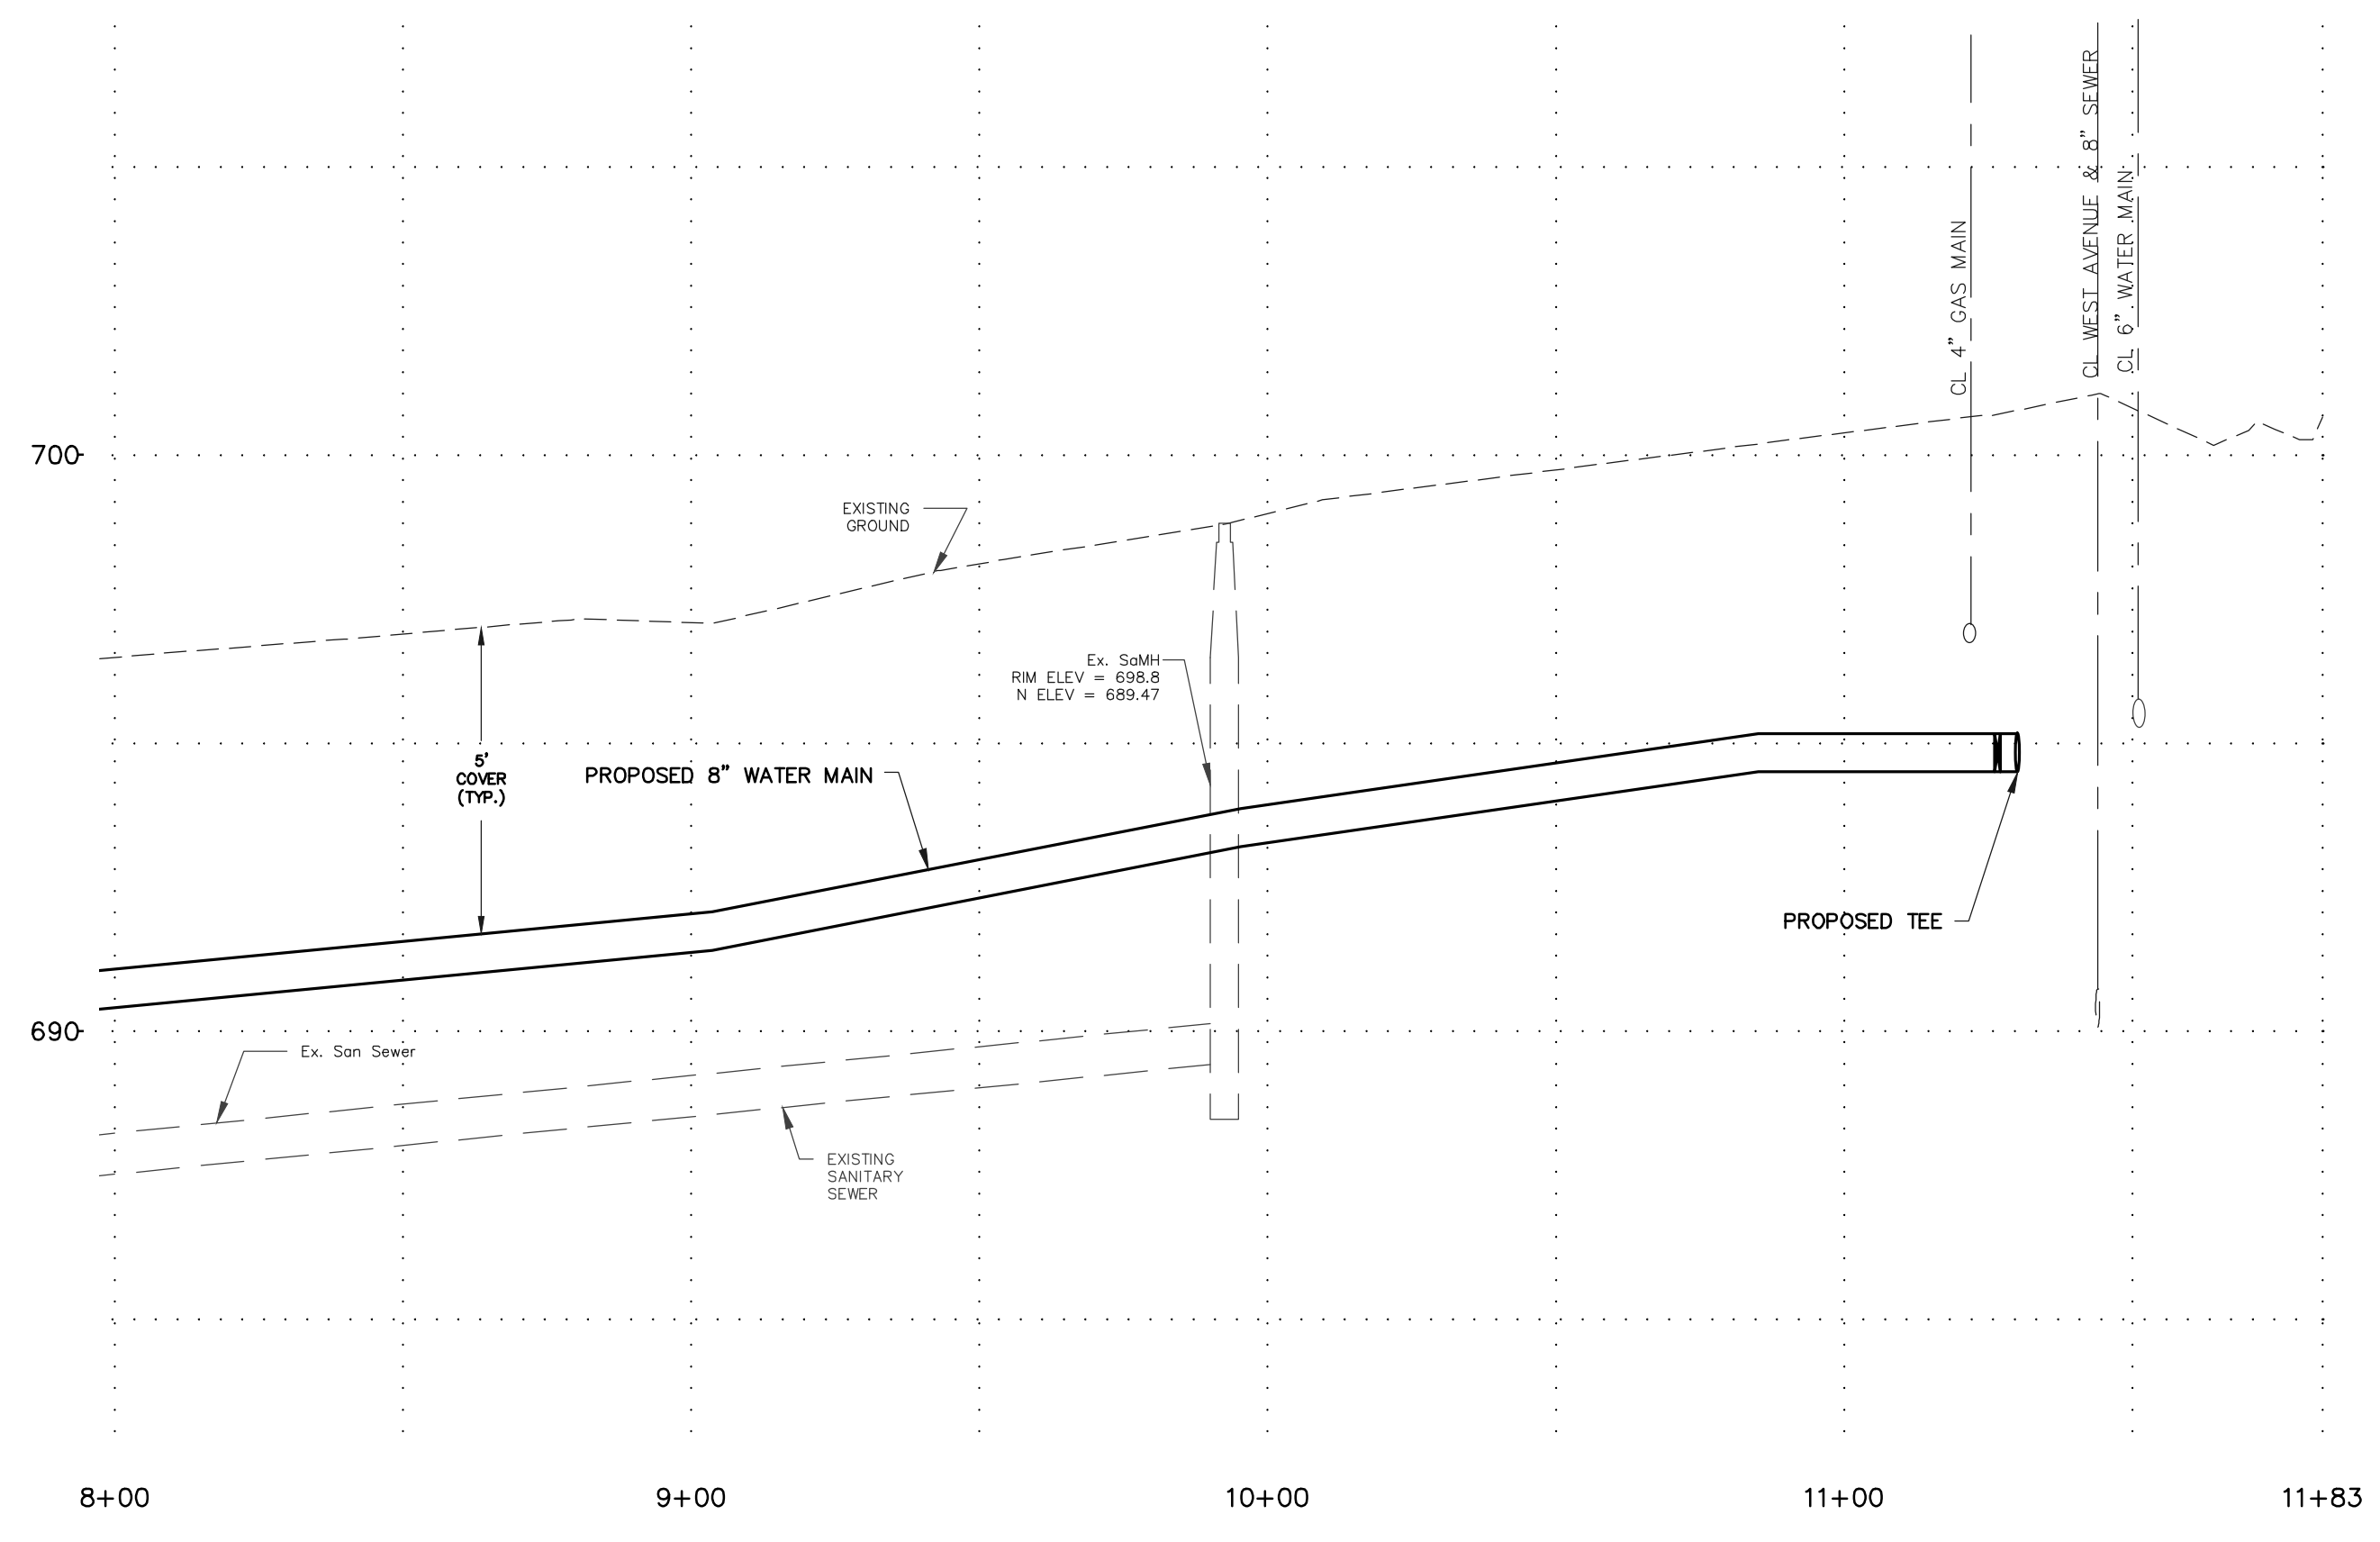 CL WEST AVENUE & 8" SEWER
CL 6" WATER MAIN
CL 4" GAS MAIN
700
EXISTING
GROUND
Ex. SaMH
RIM ELEV = 698.8
N ELEV = 689.47
5'
COVER
(TYP.)
PROPOSED 8" WATER MAIN
PROPOSED TEE
690
Ex. San Sewer
EXISTING
SANITARY
SEWER
8+00
9+00
10+00
11+00
11+83